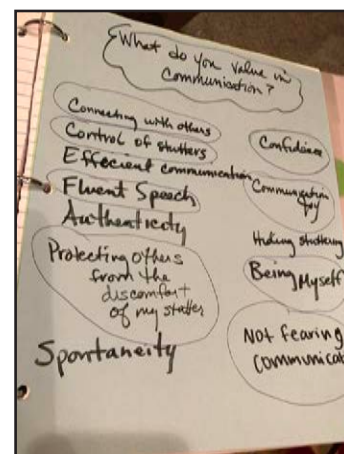 What do you value in
Communication?
Connecting with others
Control of stutters
Effecient communication
Fluent Speech
Authenticity
Protecting others
from the
discomfort
of my stutter
Spontaneity
Confidence
Communication
Joy
Hiding stuttering
Being Myself
Not fearing
communicat